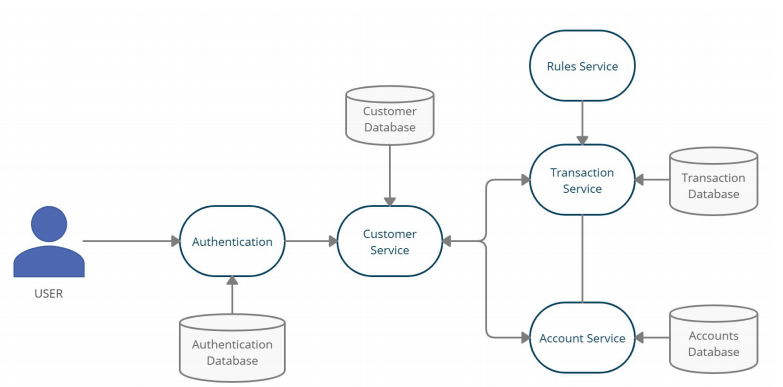 Rules Service
Customer
Database
Transaction
Service
Transaction
Database
Authentication
Customer
Service
USER
Authentication
Database
Account Service
Accounts
Database